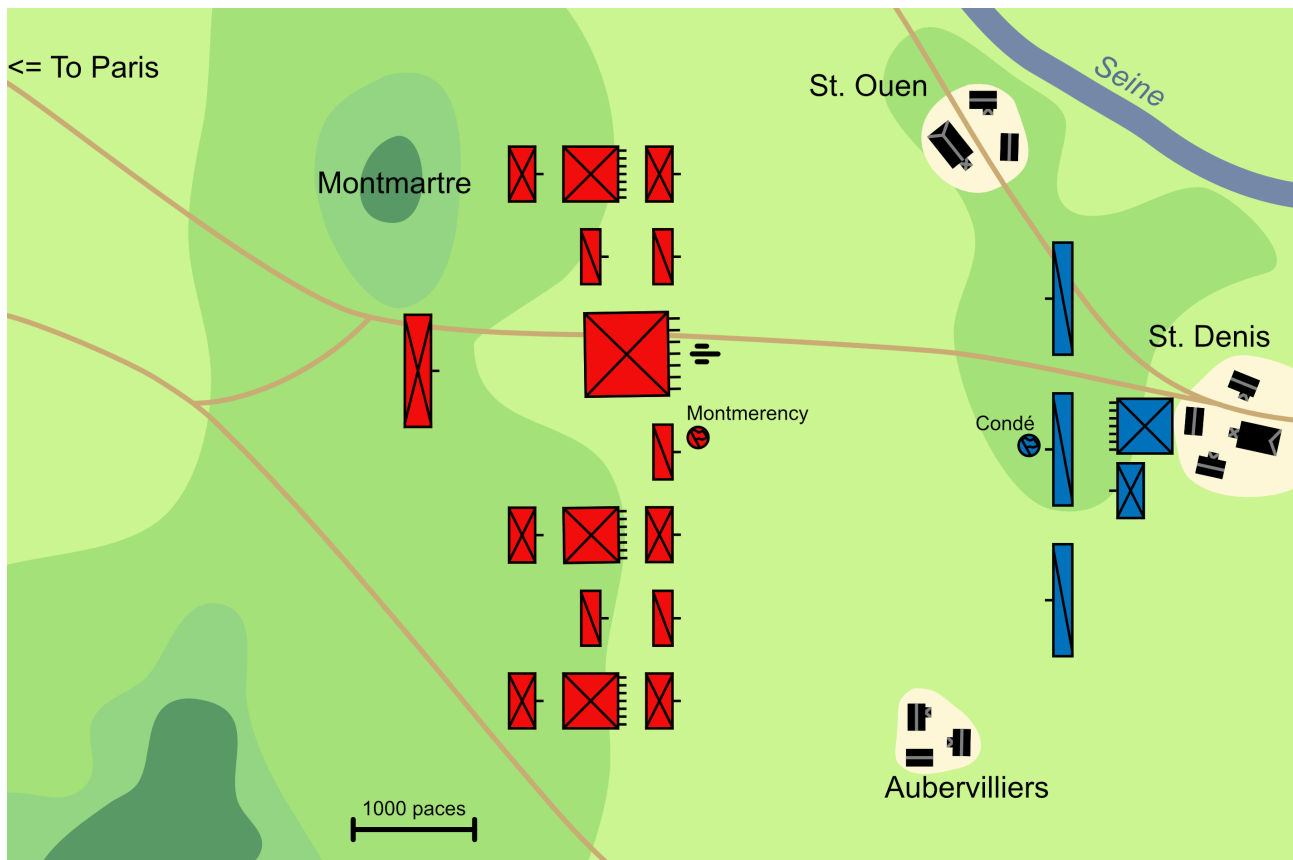 <= To Paris
St. Ouen
Seine
Montmartre
St. Denis
Montmerency
Condé
Aubervilliers
1000 paces